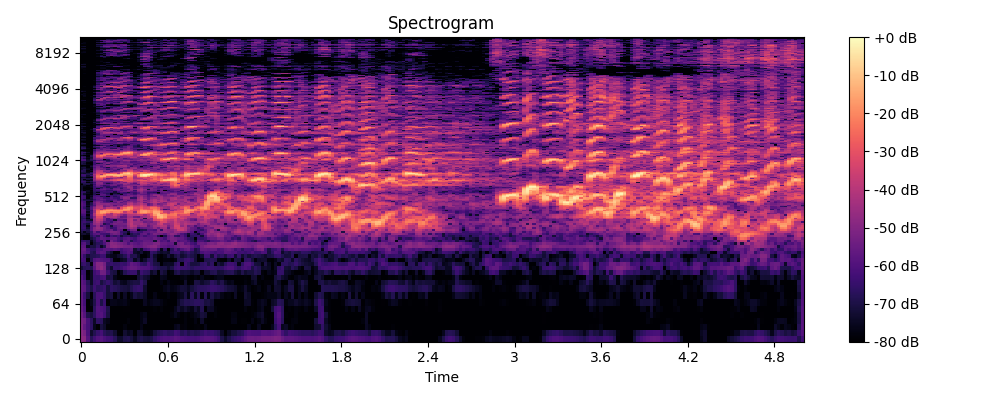 Spectrogram
8192
4096
2048
1024
512
256
128
64
0
Frequency
0 0.6 1.2 1.8 2.4 3 3.6 4.2 4.8
Time
+0 dB
-10 dB
-20 dB
-30 dB
-40 dB
-50 dB
-60 dB
-70 dB
-80 dB